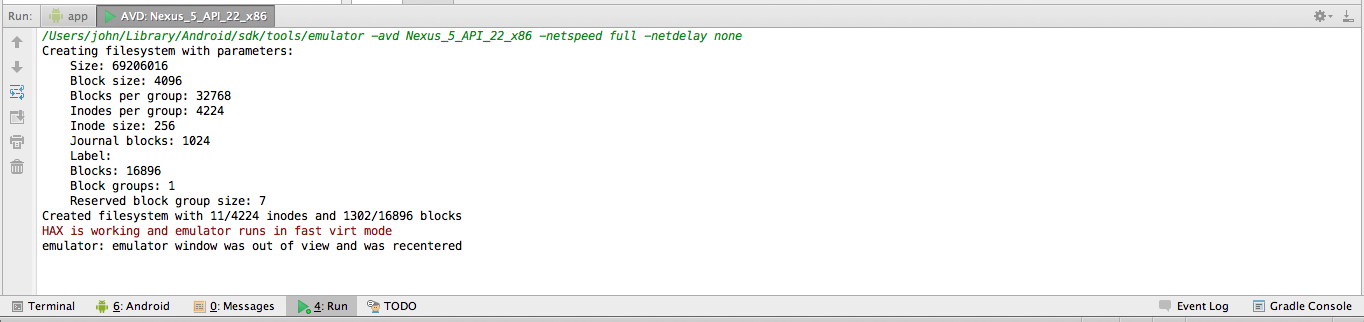 Run: app AVD: Nexus_5_API_22_x86
/Users/john/Library/Android/sdk/tools/emulator -avd Nexus_5_API_22_x86 -netspeed full -netdelay none
Creating filesystem with parameters:
    Size: 69206016
    Block size: 4096
    Blocks per group: 32768
    Inodes per group: 4224
    Inode size: 256
    Journal blocks: 1024
    Label:
    Blocks: 16896
    Block groups: 1
    Reserved block group size: 7
Created filesystem with 11/4224 inodes and 1302/16896 blocks
HAX is working and emulator runs in fast virt mode
emulator: emulator window was out of view and was recentered
Terminal 6: Android 0: Messages 4: Run TODO Event Log Gradle Console